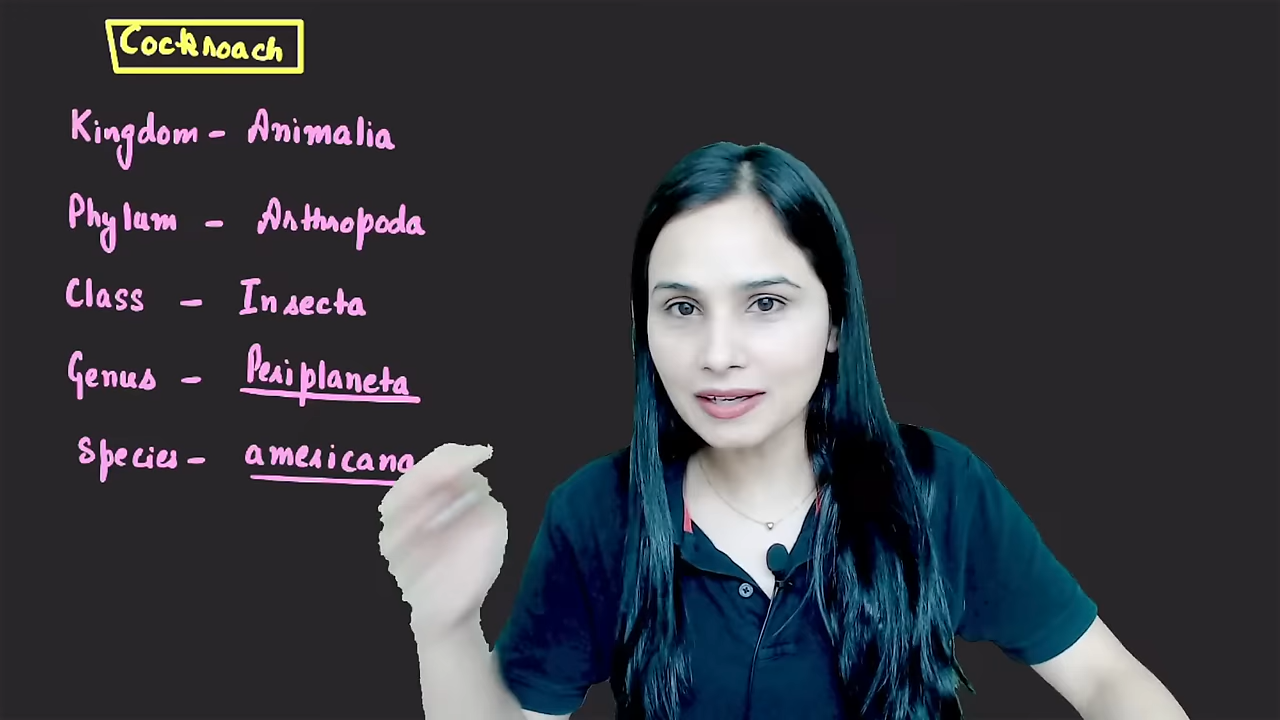 Cockroach
Kingdom - Animalia
Phylum - Arthropoda
Class - Insecta
Genus - Periplaneta
Species - americana